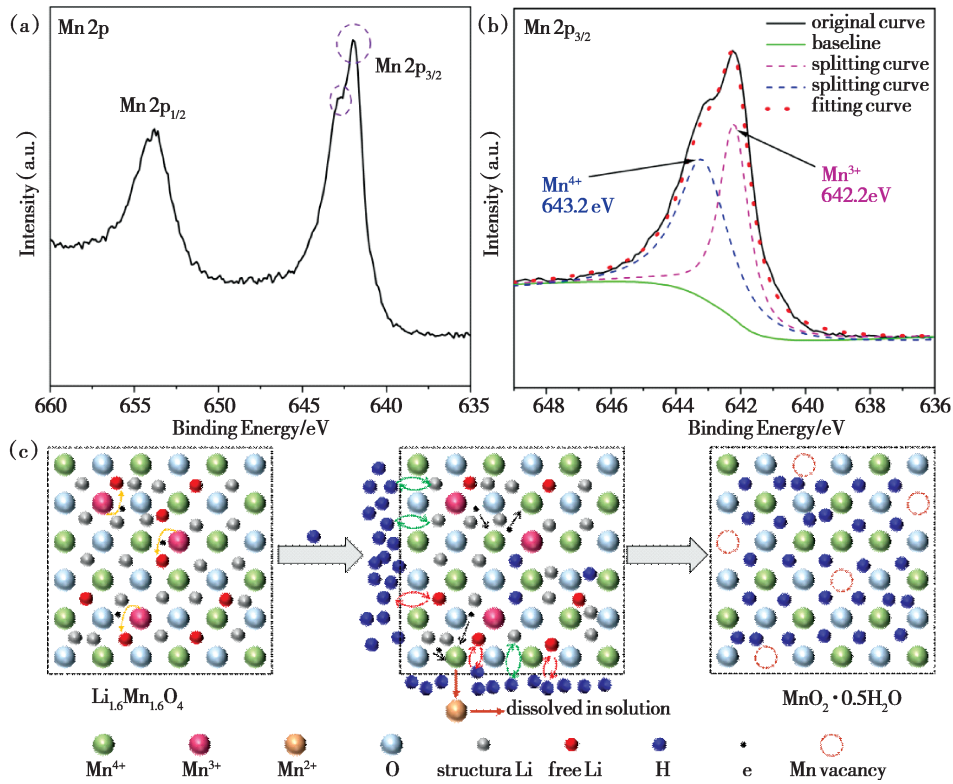 (a)
Mn 2p
Mn 2p3/2
Mn 2p1/2
Intensity ( a.u.)
660 655 650 645 640 635
Binding Energy/eV
(b)
Mn 2p3/2
original curve
baseline
splitting curve
splitting curve
fitting curve
Mn4+
643.2 eV
Mn3+
642.2eV
Intensity ( a.u.)
648 646 644 642 640 638 636
Binding Energy/eV
(c)
Li1.6Mn1.6O4
dissolved in solution
MnO2·0.5H2O
Mn4+ Mn3+ Mn2+ O structura Li free Li H e Mn vacancy